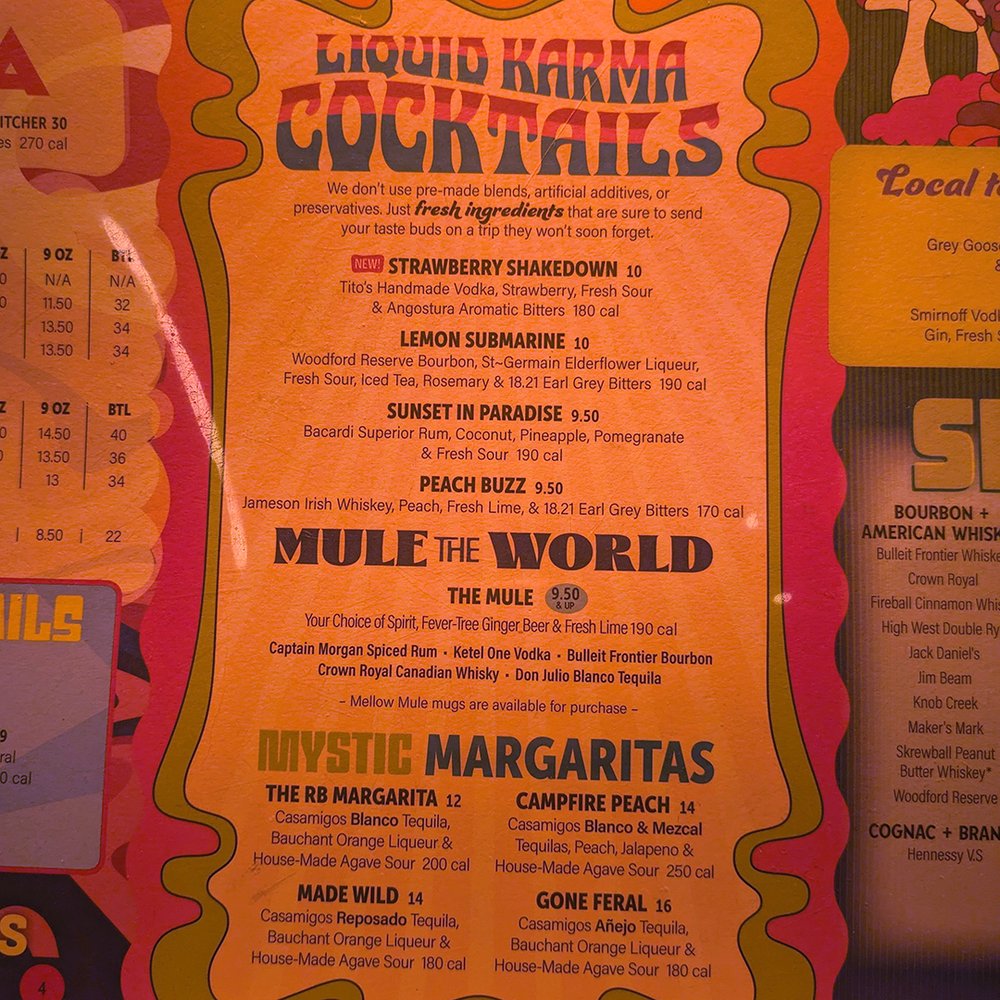 A
ITCHER 30
es 270 cal
Z 9 OZ BTL
0 N/A N/A
0 11.50 32
13.50 34
13.50 34
Z 9 OZ BTL
0 14.50 40
13.50 36
13 34
8.50 22
AILS
9
ral
0 cal
S
4
LIQUID KARMA
COCKTAILS
We don't use pre-made blends, artificial additives, or
preservatives. Just fresh ingredients that are sure to send
your taste buds on a trip they won't soon forget.
NEW! STRAWBERRY SHAKEDOWN 10
Tito's Handmade Vodka, Strawberry, Fresh Sour
& Angostura Aromatic Bitters 180 cal
LEMON SUBMARINE 10
Woodford Reserve Bourbon, St~Germain Elderflower Liqueur,
Fresh Sour, Iced Tea, Rosemary & 18.21 Earl Grey Bitters 190 cal
SUNSET IN PARADISE 9.50
Bacardi Superior Rum, Coconut, Pineapple, Pomegranate
& Fresh Sour 190 cal
PEACH BUZZ 9.50
Jameson Irish Whiskey, Peach, Fresh Lime, & 18.21 Earl Grey Bitters 170 cal
MULE THE WORLD
THE MULE 9.50
& UP
Your Choice of Spirit, Fever-Tree Ginger Beer & Fresh Lime 190 cal
Captain Morgan Spiced Rum • Ketel One Vodka • Bulleit Frontier Bourbon
Crown Royal Canadian Whisky • Don Julio Blanco Tequila
– Mellow Mule mugs are available for purchase –
MYSTIC MARGARITAS
THE RB MARGARITA 12
Casamigos Blanco Tequila,
Bauchant Orange Liqueur &
House-Made Agave Sour 200 cal
CAMPFIRE PEACH 14
Casamigos Blanco & Mezcal
Tequilas, Peach, Jalapeno &
House-Made Agave Sour 250 cal
MADE WILD 14
Casamigos Reposado Tequila,
Bauchant Orange Liqueur &
House-Made Agave Sour 180 cal
GONE FERAL 16
Casamigos Añejo Tequila,
Bauchant Orange Liqueur &
House-Made Agave Sour 180 cal
Local
Grey Goose
&
Smirnoff Vodk
Gin, Fresh S
S
BOURBON +
AMERICAN WHISK
Bulleit Frontier Whiske
Crown Royal
Fireball Cinnamon Whis
High West Double Ry
Jack Daniel's
Jim Beam
Knob Creek
Maker's Mark
Skrewball Peanut
Butter Whiskey*
Woodford Reserve
COGNAC + BRAN
Hennessy V.S